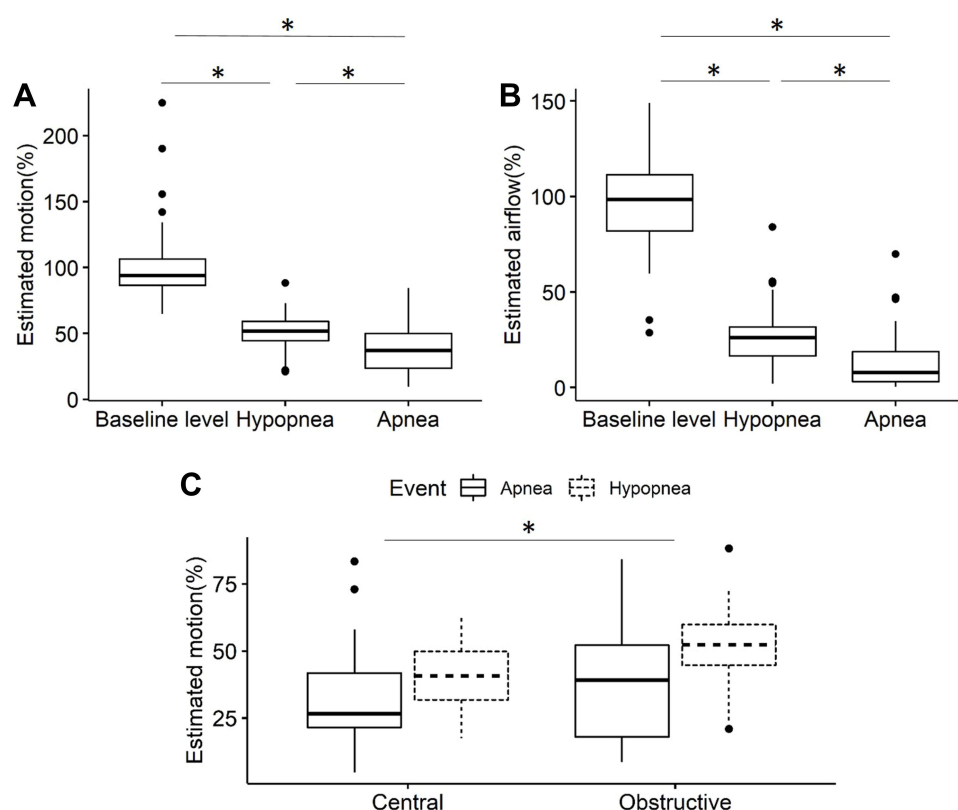 *
* *
A
Estimated motion(%)
200
150
100
50
0
Baseline level Hypopnea Apnea
*
* *
B
Estimated airflow(%)
150
100
50
0
Baseline level Hypopnea Apnea
C
Event Apnea Hypopnea
*
Estimated motion(%)
75
50
25
Central Obstructive